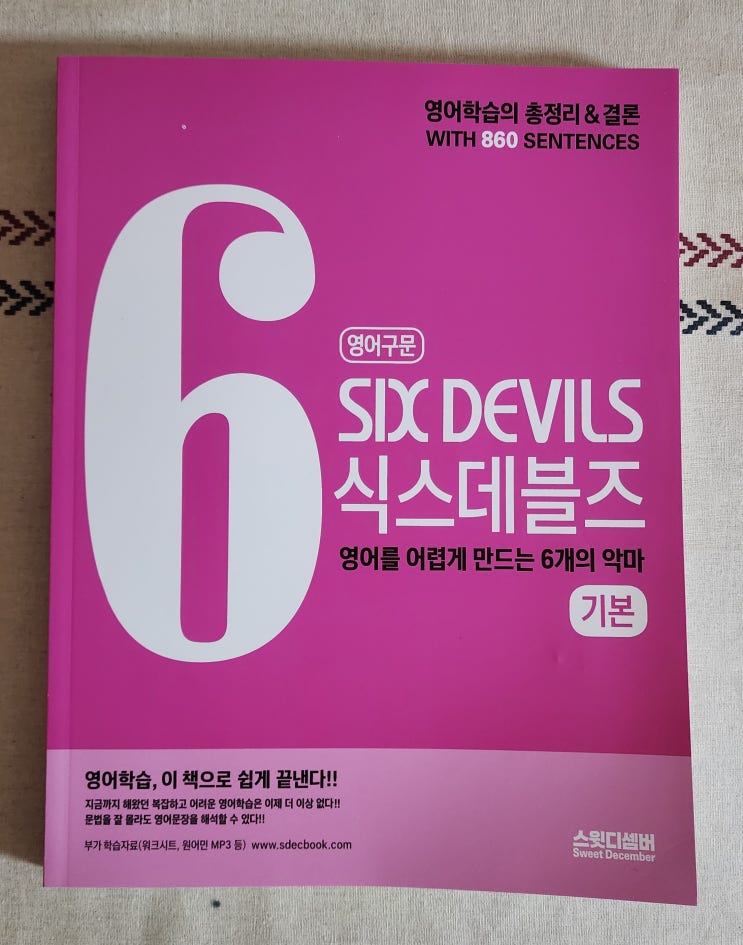 영어학습의 총정리 & 결론
WITH 860 SENTENCES
6
영어구문
SIX DEVILS
식스데블즈
영어를 어렵게 만드는 6개의 악마
기본
영어학습, 이 책으로 쉽게 끝낸다!!
지금까지 해왔던 복잡하고 어려운 영어학습은 이제 더 이상 없다!!
문법을 잘 몰라도 영어문장을 해석할 수 있다!!
부가 학습자료(워크시트, 원어민 MP3 등) www.sdecbook.com
스윗디셈버
Sweet December